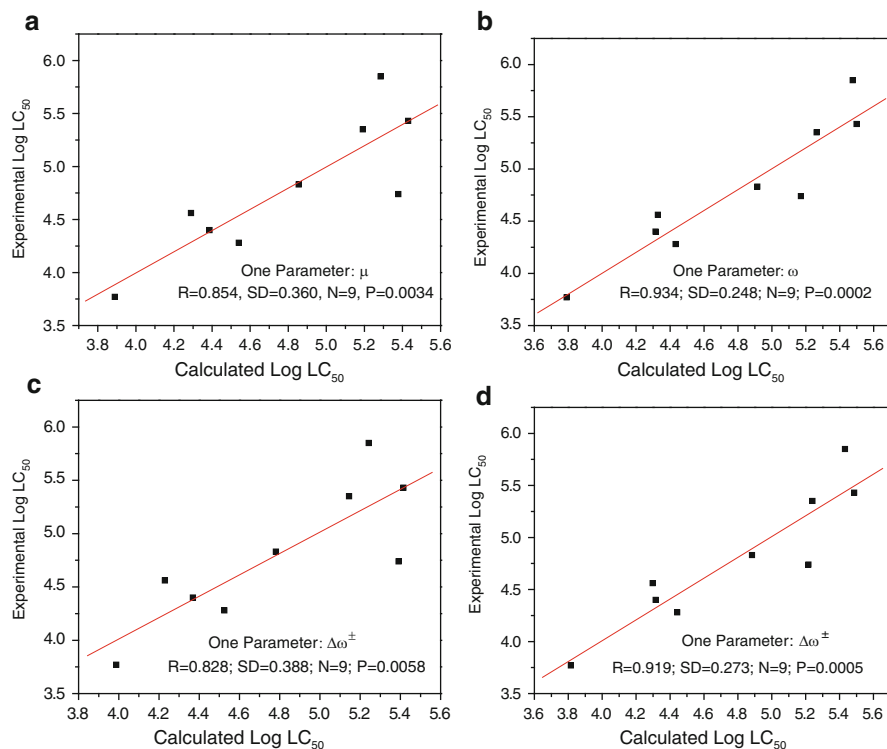 a
Experimental Log LC₅₀
6.0
5.5
5.0
4.5
4.0
3.5
One Parameter: μ
R=0.854, SD=0.360, N=9, P=0.0034
3.8 4.0 4.2 4.4 4.6 4.8 5.0 5.2 5.4 5.6
Calculated Log LC₅₀
b
Experimental Log LC₅₀
6.0
5.5
5.0
4.5
4.0
3.5
One Parameter: ω
R=0.934; SD=0.248; N=9; P=0.0002
3.6 3.8 4.0 4.2 4.4 4.6 4.8 5.0 5.2 5.4 5.6
Calculated Log LC₅₀
c
Experimental Log LC₅₀
6.0
5.5
5.0
4.5
4.0
3.5
One Parameter: Δω±
R=0.828; SD=0.388; N=9; P=0.0058
3.8 4.0 4.2 4.4 4.6 4.8 5.0 5.2 5.4 5.6
Calculated Log LC₅₀
d
Experimental Log LC₅₀
6.0
5.5
5.0
4.5
4.0
3.5
One Parameter: Δω±
R=0.919; SD=0.273; N=9; P=0.0005
3.6 3.8 4.0 4.2 4.4 4.6 4.8 5.0 5.2 5.4 5.6
Calculated Log LC₅₀